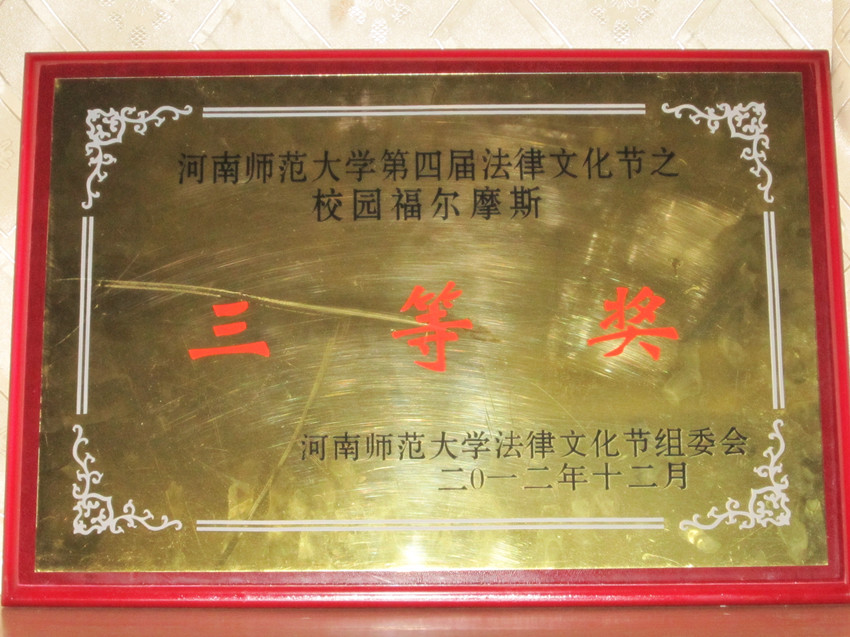 河南师范大学第四届法律文化节之
校园福尔摩斯
三等奖
河南师范大学法律文化节组委会
二0一二年十二月